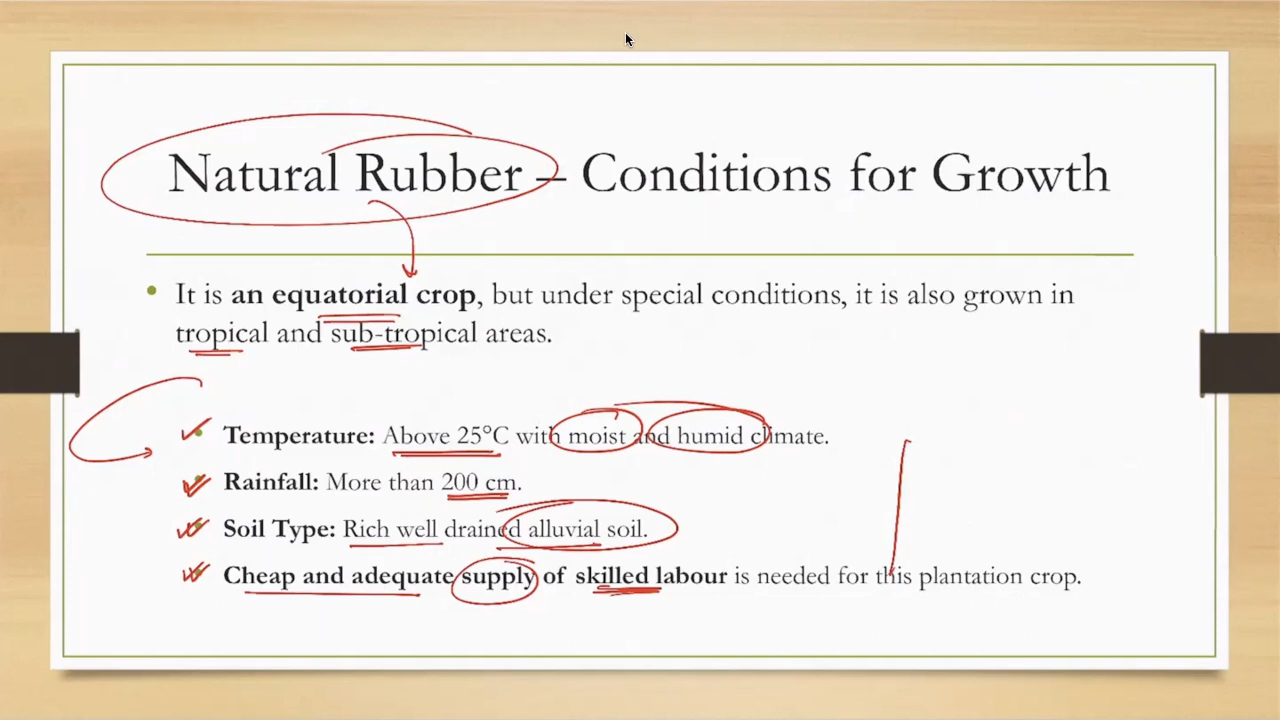 Natural Rubber – Conditions for Growth
• It is an equatorial crop, but under special conditions, it is also grown in
tropical and sub-tropical areas.
Temperature: Above 25°C with moist and humid climate.
Rainfall: More than 200 cm.
Soil Type: Rich well drained alluvial soil.
Cheap and adequate supply of skilled labour is needed for this plantation crop.